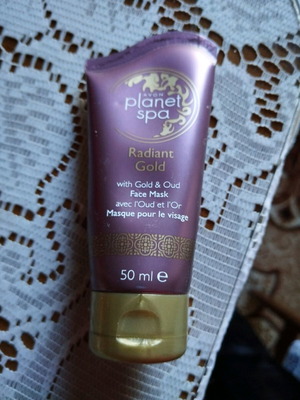 AVON
planet
spa
Radiant
Gold
with Gold & Oud
Face Mask
avec l'Oud et l'Or
Masque pour le visage
50 ml e